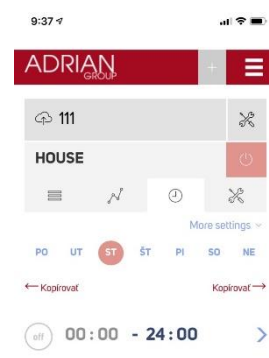 9:37
ADRIAN
GROUP
+
111
HOUSE
More settings
PO UT ST ŠT PI SO NE
← Kopírovať Kopírovať →
off 00:00 - 24:00